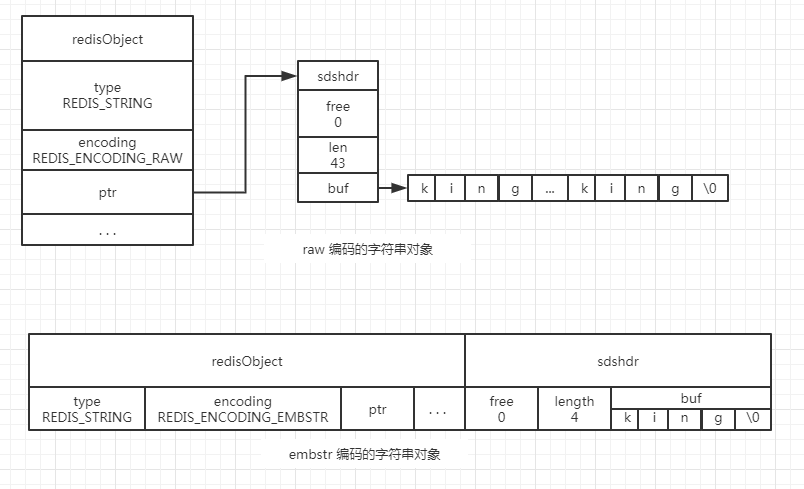 redisObject
type
REDIS_STRING
encoding
REDIS_ENCODING_RAW
ptr
...
sdshdr
free
0
len
43
buf
k i n g ... k i n g \0
raw 编码的字符串对象
redisObject sdshdr
type encoding ptr ... free length buf
REDIS_STRING REDIS_ENCODING_EMBSTR 0 4 k i n g \0
embstr 编码的字符串对象